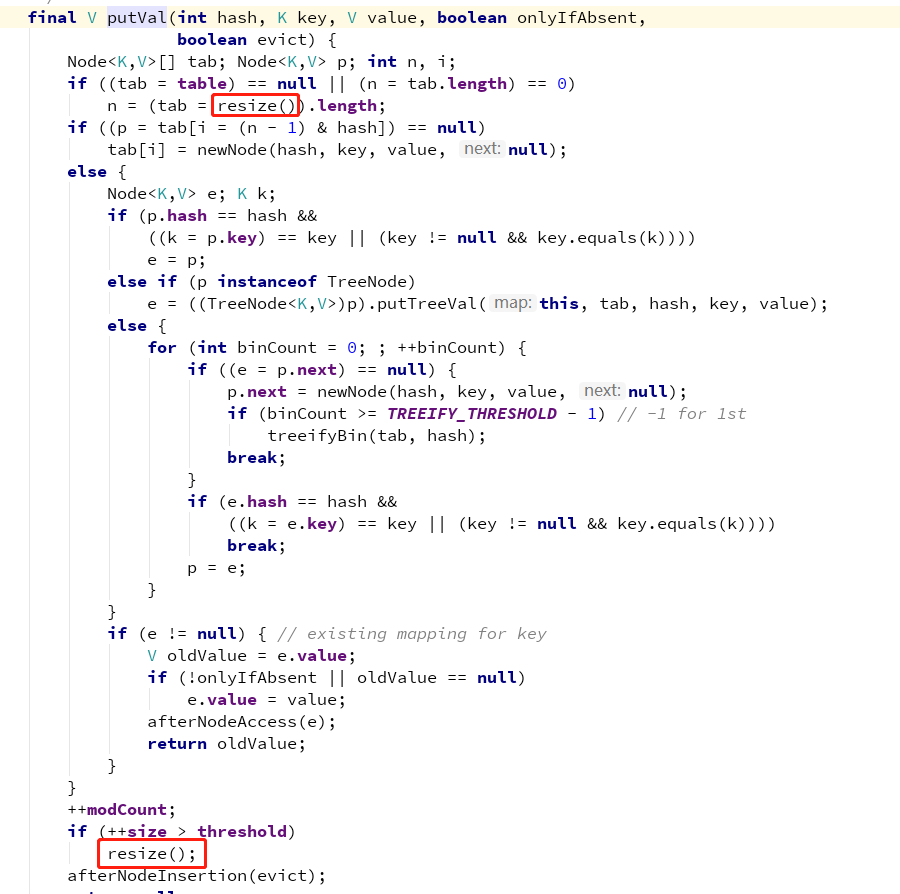 final V putVal(int hash, K key, V value, boolean onlyIfAbsent,
boolean evict) {
Node<K,V>[] tab; Node<K,V> p; int n, i;
if ((tab = table) == null || (n = tab.length) == 0)
n = (tab = resize()).length;
if ((p = tab[i = (n - 1) & hash]) == null)
tab[i] = newNode(hash, key, value, next: null);
else {
Node<K,V> e; K k;
if (p.hash == hash &&
((k = p.key) == key || (key != null && key.equals(k))))
e = p;
else if (p instanceof TreeNode)
e = ((TreeNode<K,V>)p).putTreeVal( map: this, tab, hash, key, value);
else {
for (int binCount = 0; ; ++binCount) {
if ((e = p.next) == null) {
p.next = newNode(hash, key, value, next: null);
if (binCount >= TREEIFY_THRESHOLD - 1) // -1 for 1st
treeifyBin(tab, hash);
break;
}
if (e.hash == hash &&
((k = e.key) == key || (key != null && key.equals(k))))
break;
p = e;
}
}
if (e != null) { // existing mapping for key
V oldValue = e.value;
if (!onlyIfAbsent || oldValue == null)
e.value = value;
afterNodeAccess(e);
return oldValue;
}
}
++modCount;
if (++size > threshold)
resize();
afterNodeInsertion(evict);